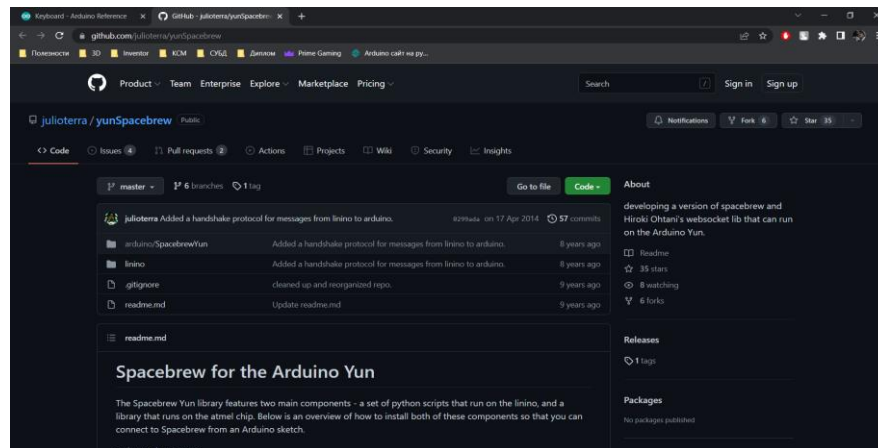 Keyboard - Arduino Reference
GitHub - julioterra/yunSpacebre
github.com/julioterra/yunSpacebrew
Полезности 3D Inventor КСМ СУБД Диплом Prime Gaming Arduino сайт на ру...
Product Team Enterprise Explore Marketplace Pricing Search / Sign in Sign up
julioterra / yunSpacebrew Public Notifications Fork 6 Star 35
Code Issues 4 Pull requests 2 Actions Projects Wiki Security Insights
master 6 branches 1 tag Go to file Code
julioterra Added a handshake protocol for messages from linino to arduino. on 17 Apr 2014 57 commits
arduino/SpacebrewYun Added a handshake protocol for messages from linino to arduino. 8 years ago
linino Added a handshake protocol for messages from linino to arduino. 8 years ago
.gitignore cleaned up and reorganized repo. 9 years ago
readme.md Update readme.md 9 years ago
readme.md
Spacebrew for the Arduino Yun
The Spacebrew Yun library features two main components - a set of python scripts that run on the linino, and a
library that runs on the atmel chip. Below is an overview of how to install both of these components so that you can
connect to Spacebrew from an Arduino sketch.
About
developing a version of spacebrew and
Hiroki Ohtani's websocket lib that can run
on the Arduino Yun.
Readme
35 stars
8 watching
6 forks
Releases
1 tags
Packages
No packages published